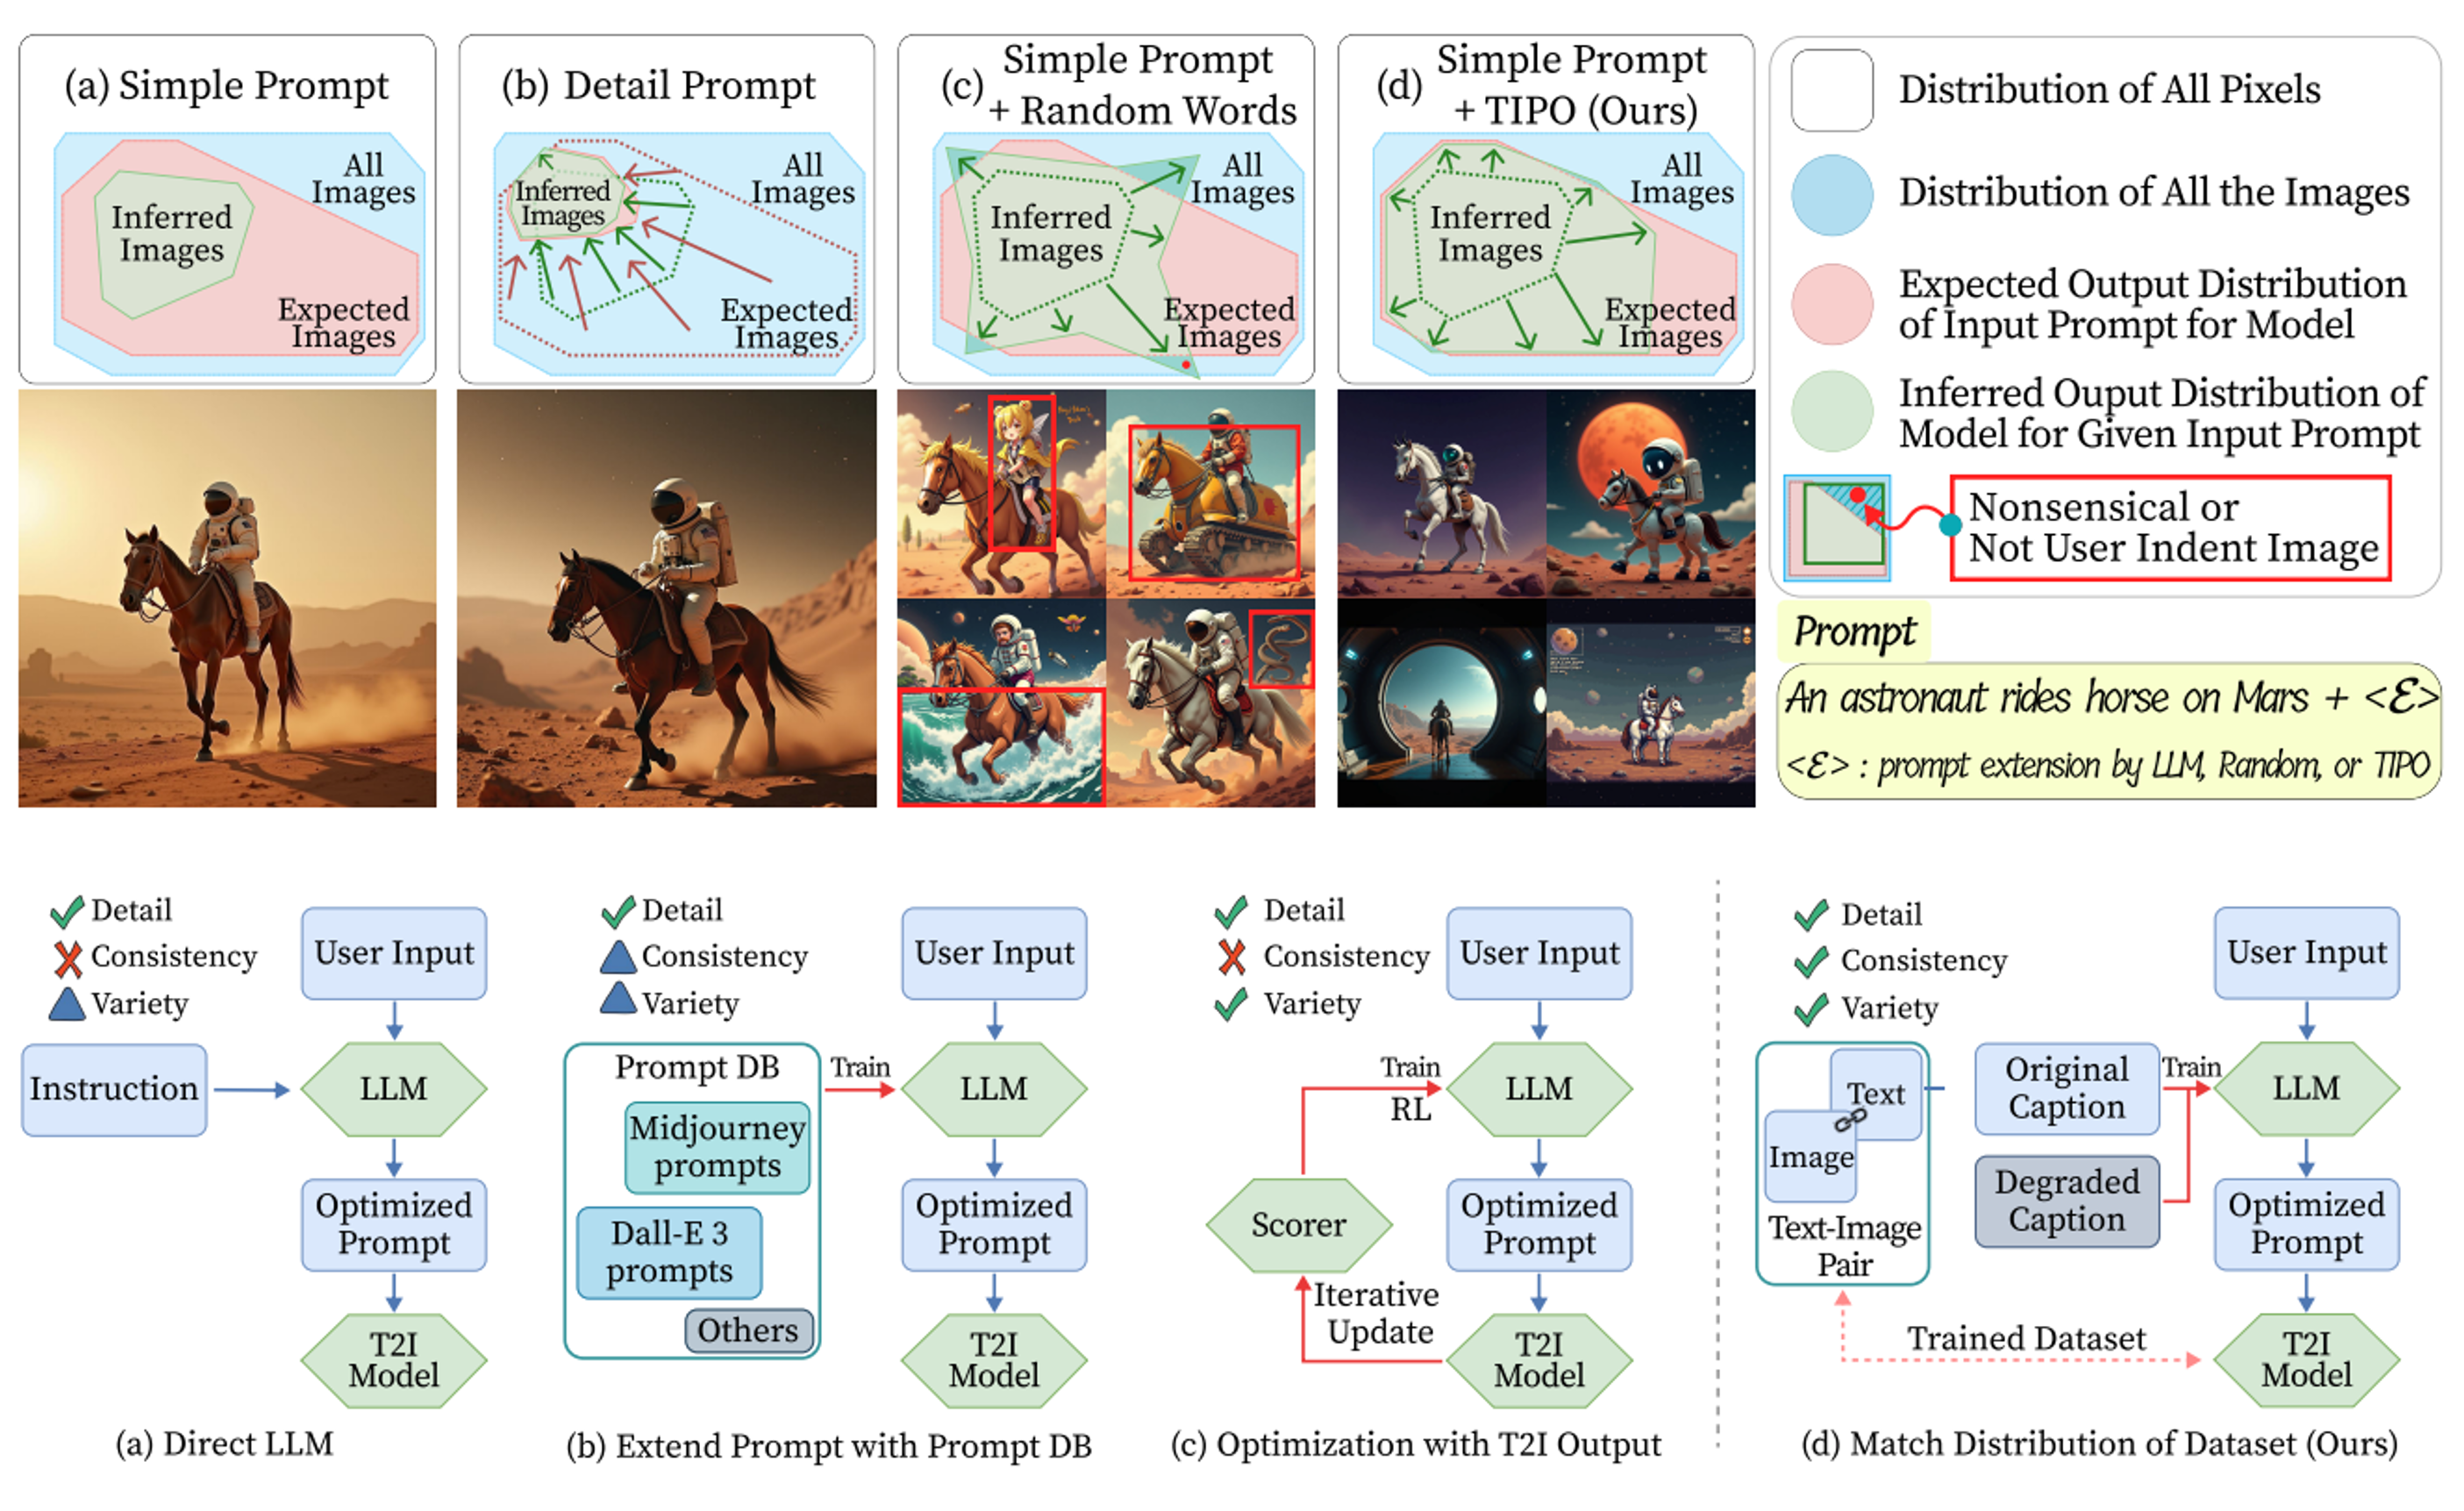 (a) Simple Prompt
All
Images
Inferred
Images
Expected
Images
(b) Detail Prompt
All
Images
Inferred
Images
Expected
Images
(c) Simple Prompt
+ Random Words
All
Images
Inferred
Images
Expected
Images
(d) Simple Prompt
+ TIPO (Ours)
All
Images
Inferred
Images
Expected
Images
Distribution of All Pixels
Distribution of All the Images
Expected Output Distribution
of Input Prompt for Model
Inferred Ouput Distribution of
Model for Given Input Prompt
Nonsensical or
Not User Indent Image
Prompt
An astronaut rides horse on Mars + <ℰ>
<ℰ> : prompt extension by LLM, Random, or TIPO
Detail
Consistency
Variety
User Input
Instruction
LLM
Optimized
Prompt
T2I
Model
(a) Direct LLM
Detail
Consistency
Variety
User Input
Prompt DB
Midjourney
prompts
Dall-E 3
prompts
Others
Train
LLM
Optimized
Prompt
T2I
Model
(b) Extend Prompt with Prompt DB
Detail
Consistency
Variety
User Input
Train
RL
LLM
Scorer
Optimized
Prompt
Iterative
Update
T2I
Model
(c) Optimization with T2I Output
Detail
Consistency
Variety
User Input
Text
Image
Text-Image
Pair
Original
Caption
Degraded
Caption
Train
LLM
Optimized
Prompt
Trained Dataset
T2I
Model
(d) Match Distribution of Dataset (Ours)